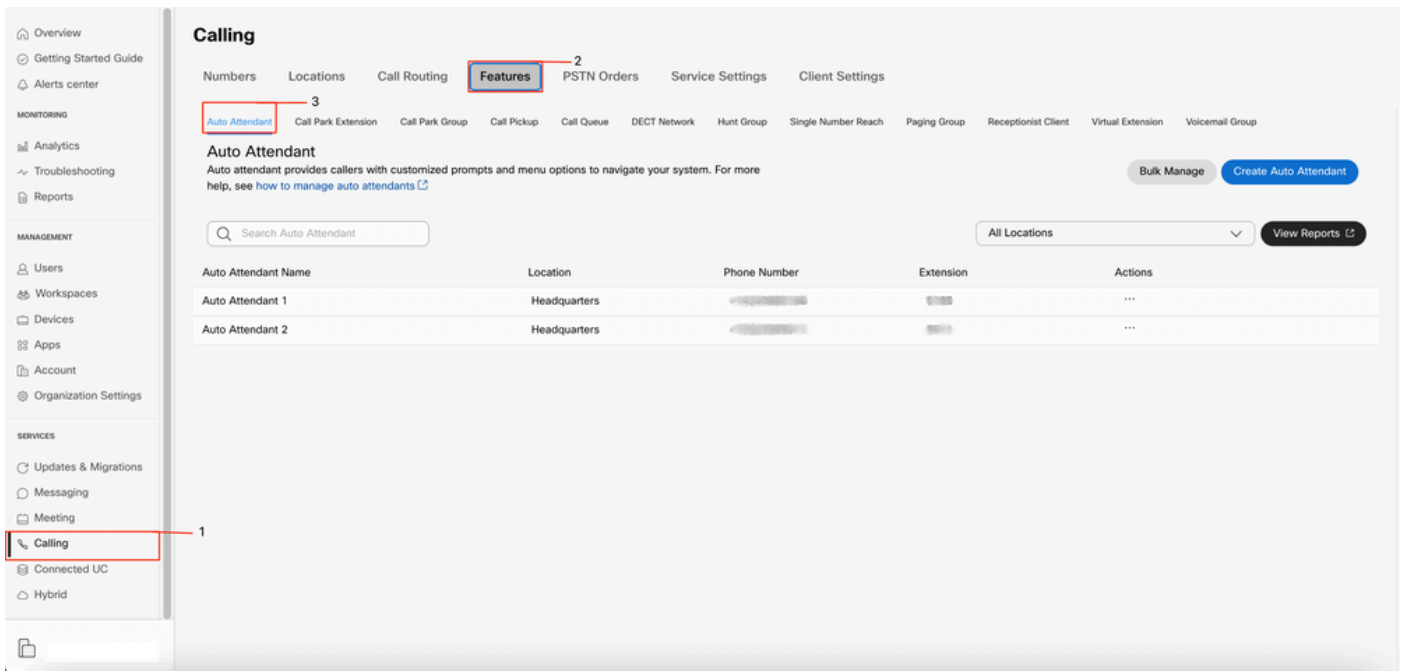 Overview
Getting Started Guide
Alerts center
MONITORING
Analytics
Troubleshooting
Reports
MANAGEMENT
Users
Workspaces
Devices
Apps
Account
Organization Settings
SERVICES
Updates & Migrations
Messaging
Meeting
Calling
1
Connected UC
Hybrid
Calling
2
Numbers Locations Call Routing Features PSTN Orders Service Settings Client Settings
3
Auto Attendant Call Park Extension Call Park Group Call Pickup Call Queue DECT Network Hunt Group Single Number Reach Paging Group Receptionist Client Virtual Extension Voicemail Group
Auto Attendant
Auto attendant provides callers with customized prompts and menu options to navigate your system. For more
help, see how to manage auto attendants
Bulk Manage Create Auto Attendant
Search Auto Attendant All Locations View Reports
Auto Attendant Name Location Phone Number Extension Actions
Auto Attendant 1 Headquarters ...
Auto Attendant 2 Headquarters ...